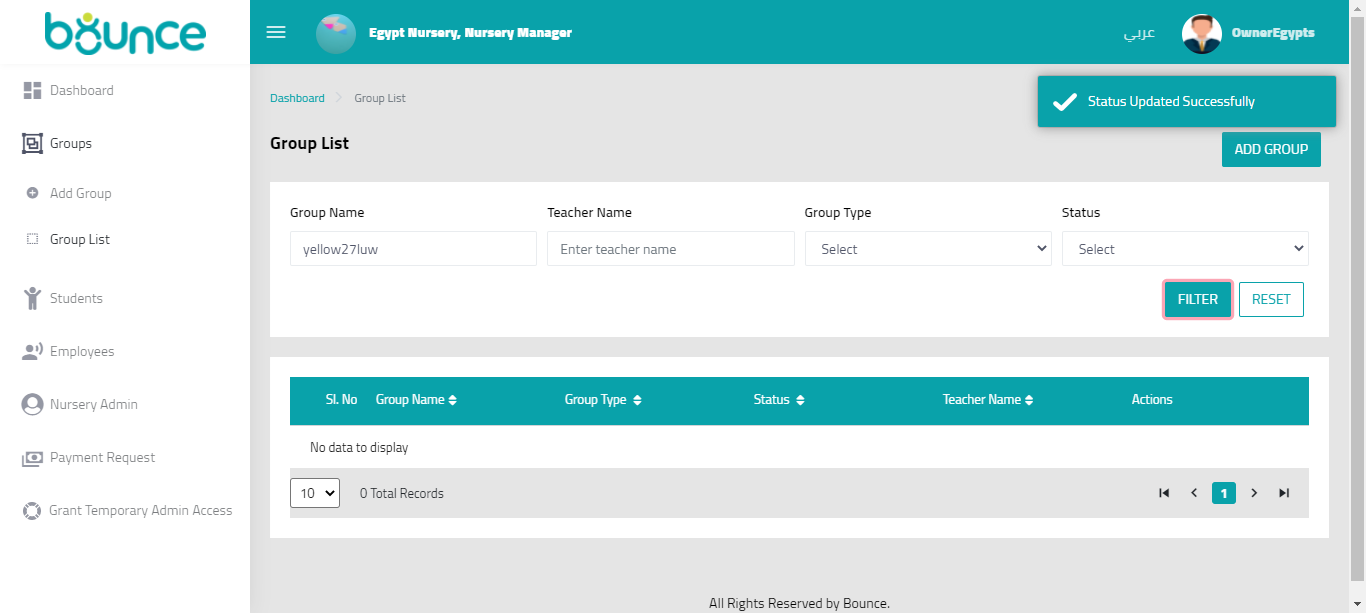 bounce
Egypt Nursery, Nursery Manager
عربي
OwnerEgypts
Dashboard
Groups
Add Group
Group List
Students
Employees
Nursery Admin
Payment Request
Grant Temporary Admin Access
Dashboard Group List
Status Updated Successfully
Group List
ADD GROUP
Group Name Teacher Name Group Type Status
yellow27luw Enter teacher name Select Select
FILTER RESET
Sl. No Group Name Group Type Status Teacher Name Actions
No data to display
10 0 Total Records 1
All Rights Reserved by Bounce.